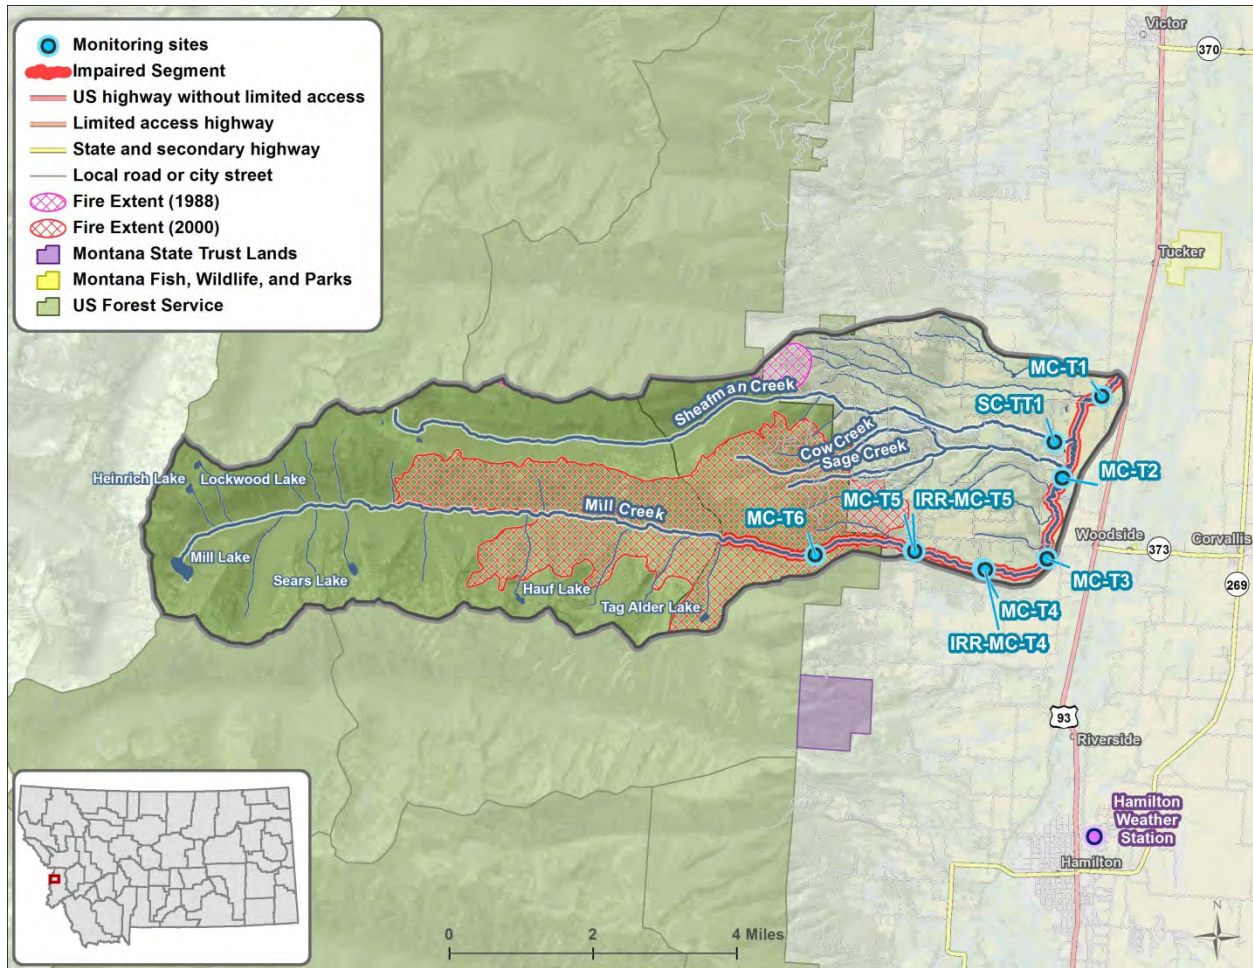 Monitoring sites
Impaired Segment
US highway without limited access
Limited access highway
State and secondary highway
Local road or city street
Fire Extent (1988)
Fire Extent (2000)
Montana State Trust Lands
Montana Fish, Wildlife, and Parks
US Forest Service
Victor
370
Tucker
MC-T1
Sheafman Creek
SC-TT1
Cow Creek
Sage Creek
MC-T2
Heinrich Lake
Lockwood Lake
MC-T5
IRR-MC-T5
Mill Creek
MC-T6
Woodside
373
Corvallis
Mill Lake
Sears Lake
MC-T3
269
Hauf Lake
Tag Alder Lake
MC-T4
IRR-MC-T4
93
Riverside
Hamilton
Weather
Station
Hamilton
N
0
2
4 Miles